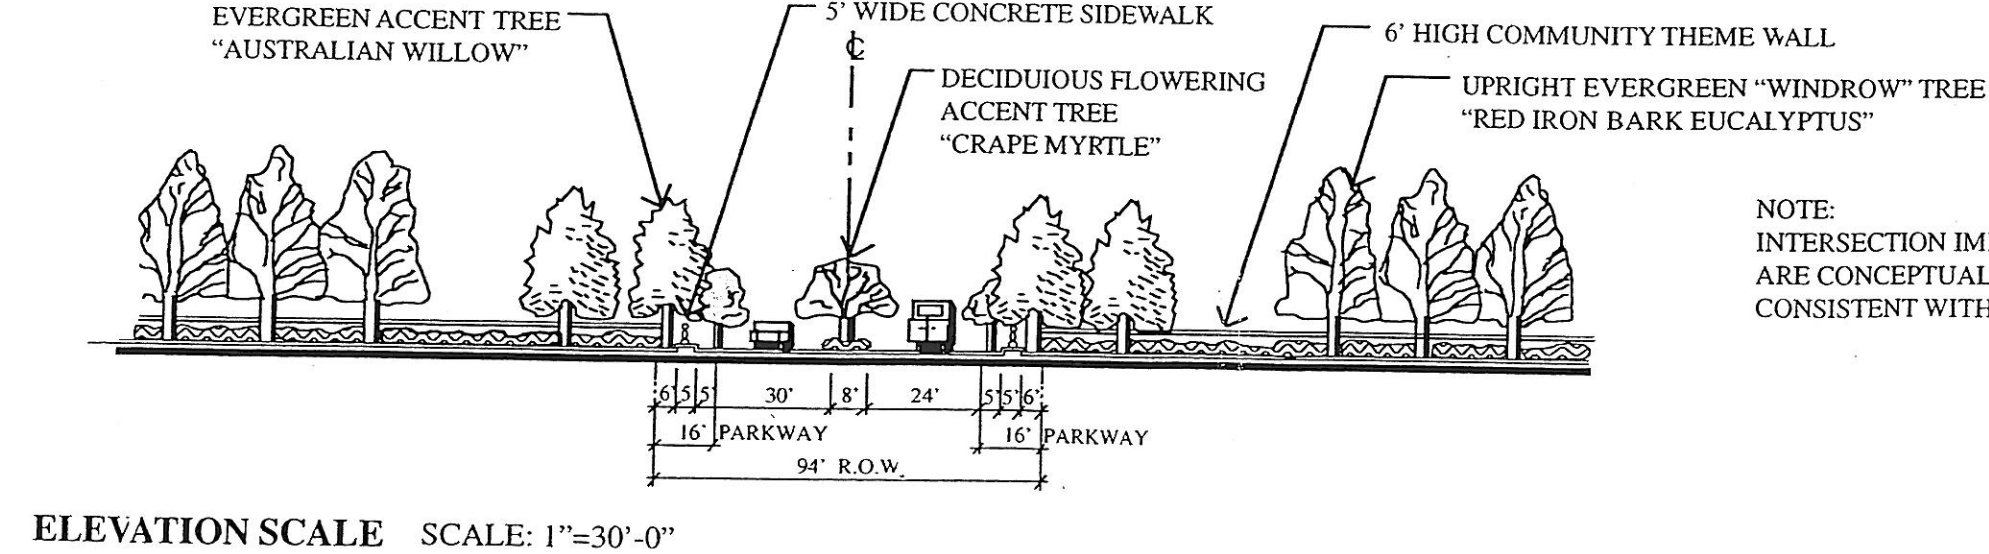 EVERGREEN ACCENT TREE
“AUSTRALIAN WILLOW”
5’ WIDE CONCRETE SIDEWALK
℄
DECIDUIOUS FLOWERING
ACCENT TREE
“CRAPE MYRTLE”
6’ HIGH COMMUNITY THEME WALL
UPRIGHT EVERGREEN “WINDROW” TREE
“RED IRON BARK EUCALYPTUS”
NOTE:
INTERSECTION IM
ARE CONCEPTUAL
CONSISTENT WITH
6’ 5’ 5’ 30’ 8’ 24’ 5’ 5’ 6’
16’ PARKWAY 16’ PARKWAY
94’ R.O.W.
ELEVATION SCALE SCALE: 1”=30’-0”